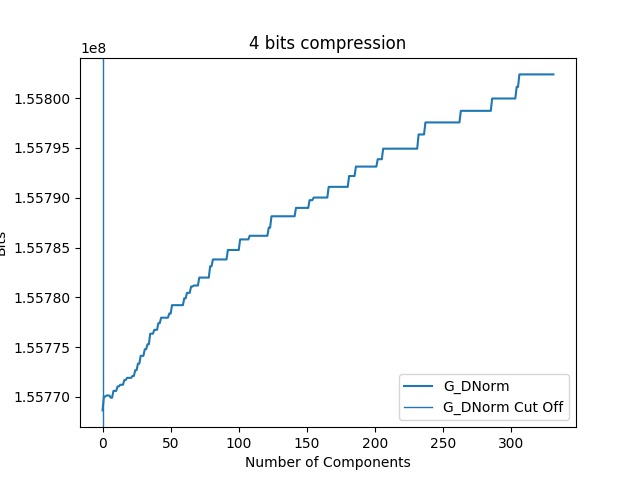 4 bits compression
1e8
1.55800
1.55795
1.55790
1.55785
1.55780
1.55775
1.55770
Bits
0 50 100 150 200 250 300
Number of Components
G_DNorm
G_DNorm Cut Off